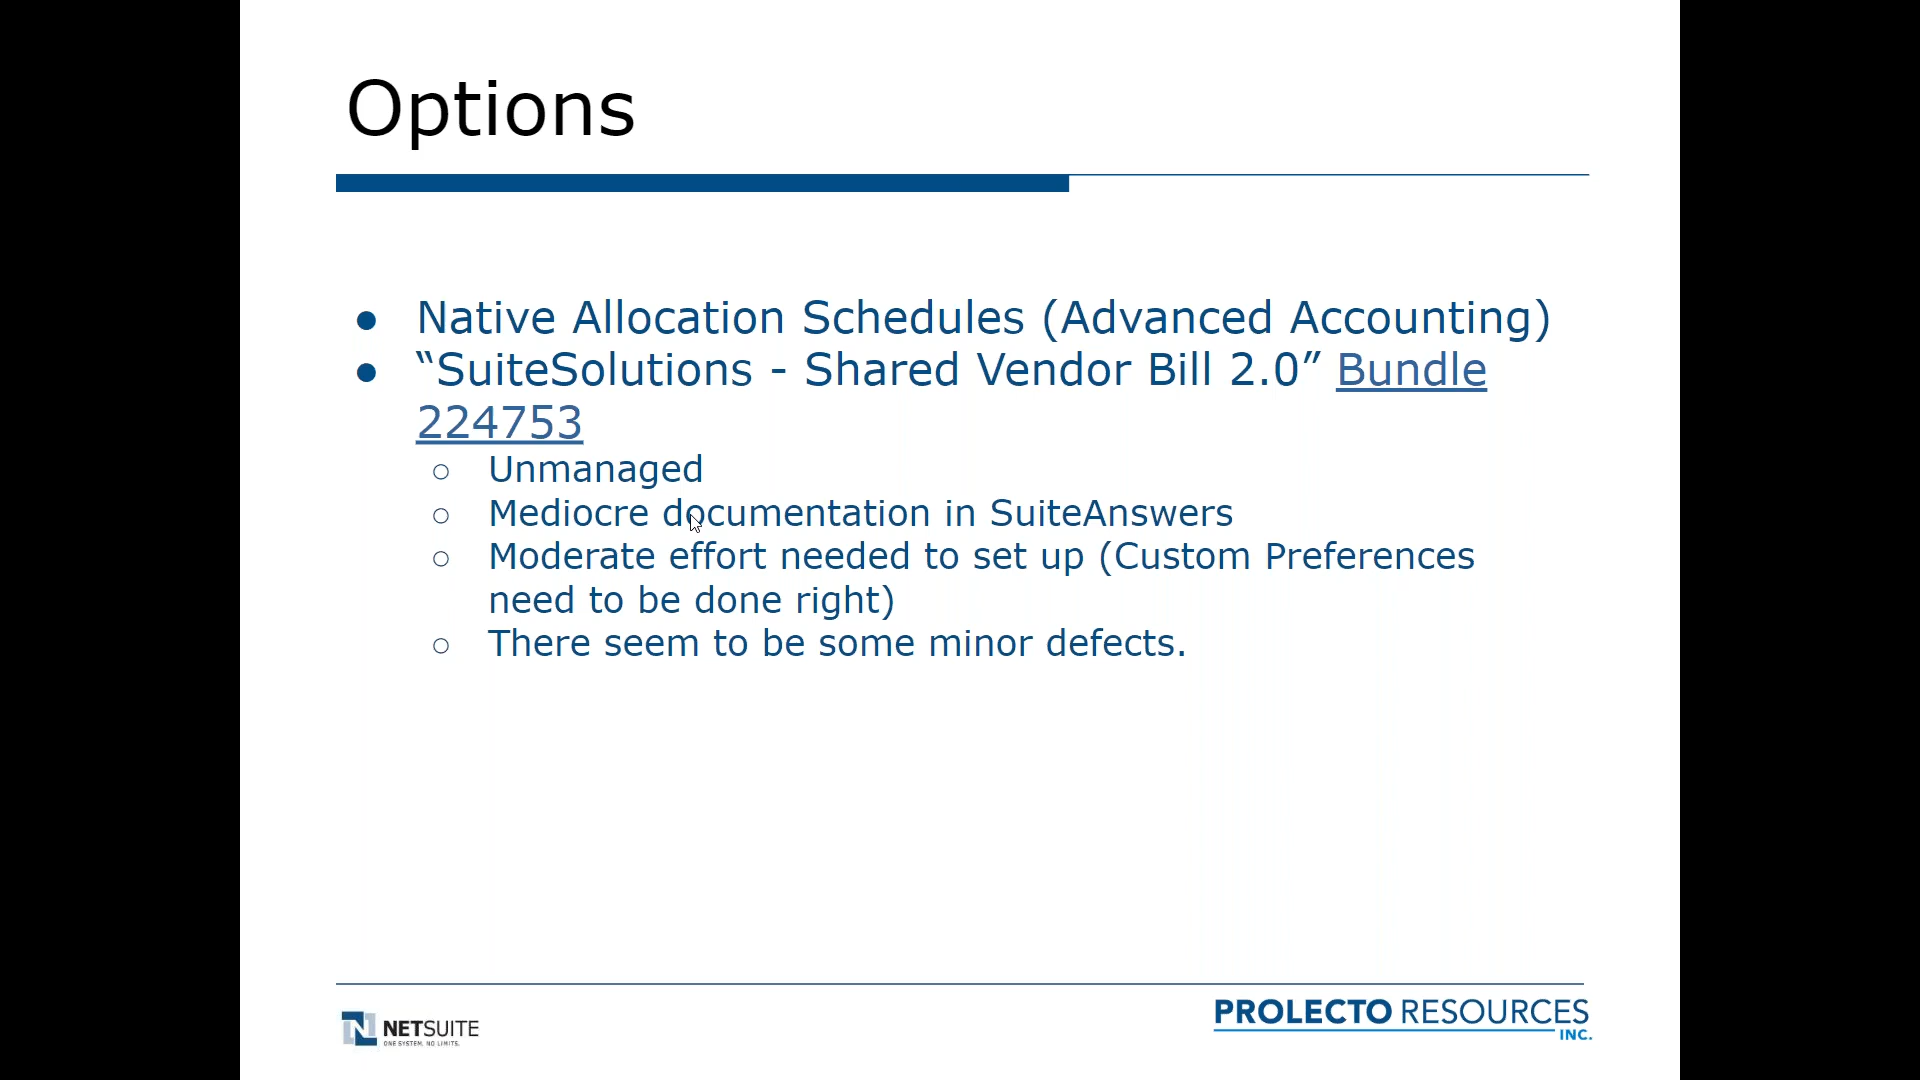 Options
● Native Allocation Schedules (Advanced Accounting)
● “SuiteSolutions - Shared Vendor Bill 2.0” Bundle
224753
○ Unmanaged
○ Mediocre documentation in SuiteAnswers
○ Moderate effort needed to set up (Custom Preferences
need to be done right)
○ There seem to be some minor defects.
N NETSUITE
ONE SYSTEM. NO LIMITS.
PROLECTO RESOURCES
INC.